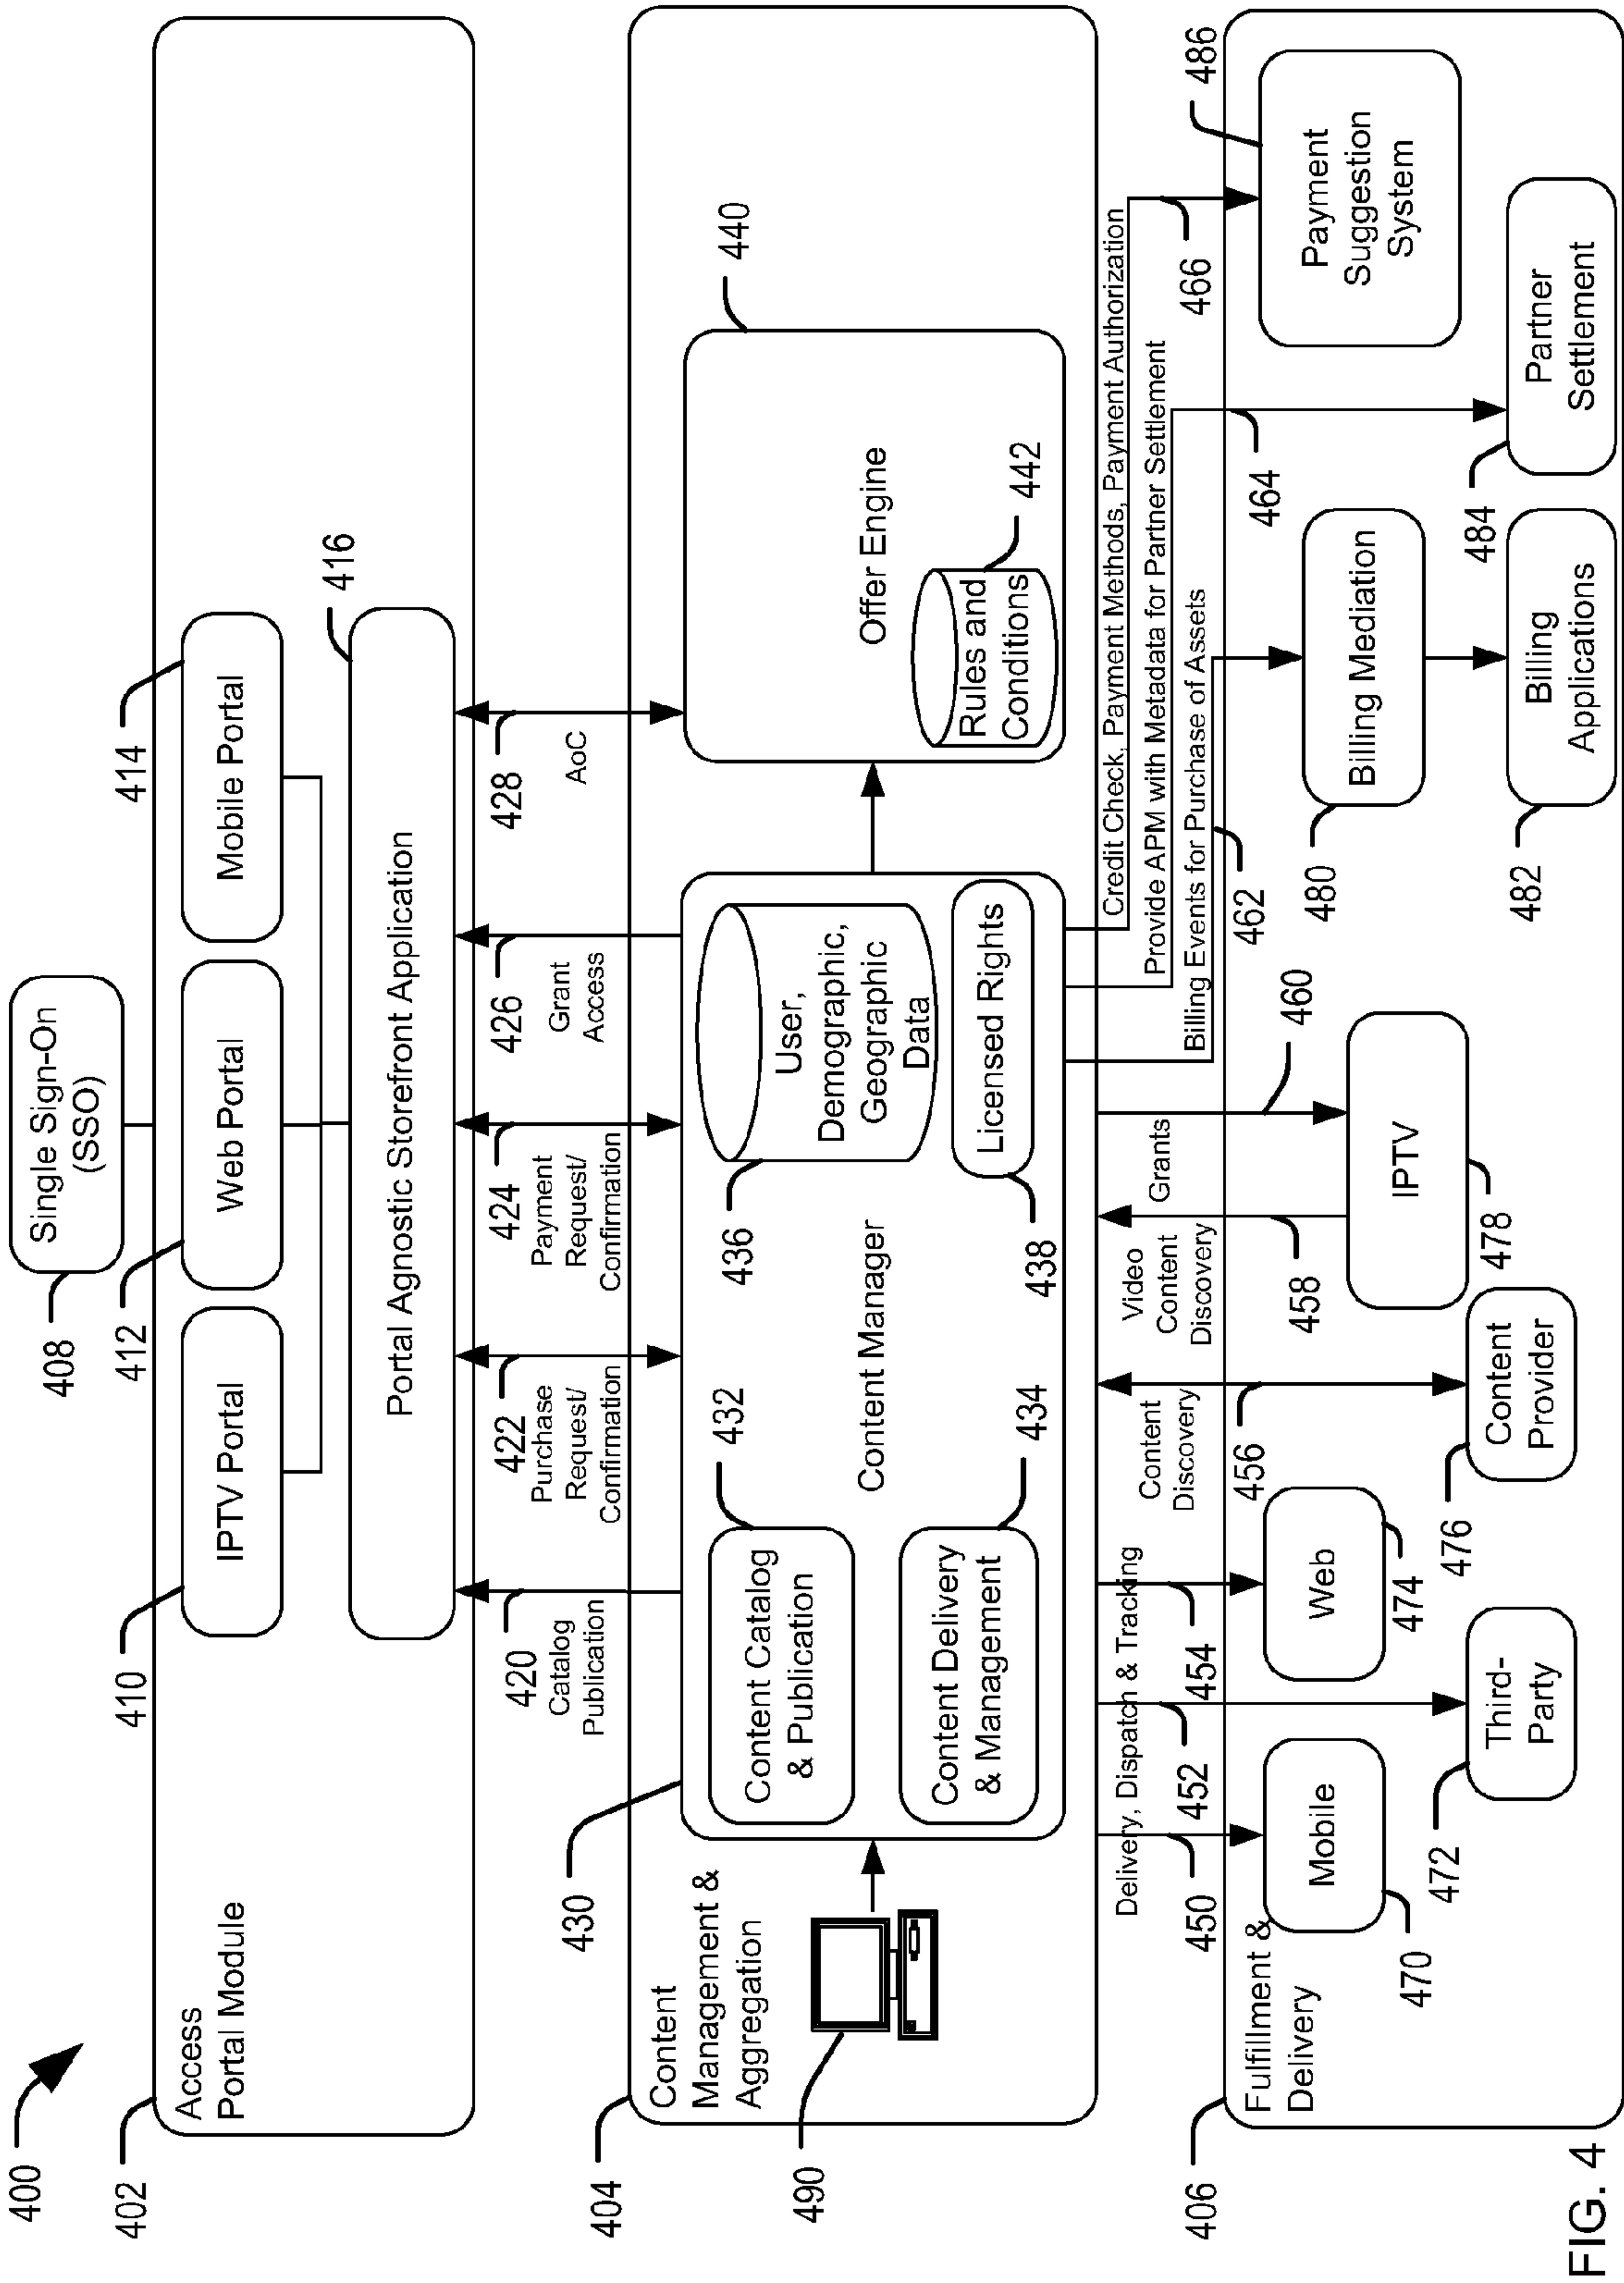 400
Single Sign-On
(SSO)
408
402
Access
Portal Module
410
IPTV Portal
412
Web Portal
414
Mobile Portal
416
Portal Agnostic Storefront Application
420
Catalog
Publication
422
Purchase
Request/
Confirmation
424
Payment
Request/
Confirmation
426
Grant
Access
428
AoC
404
Content
Management &
Aggregation
490
430
Content Catalog
& Publication
432
Content Delivery
& Management
434
Content Manager
436
User,
Demographic,
Geographic
Data
438
Licensed Rights
440
Offer Engine
442
Rules and
Conditions
Delivery, Dispatch & Tracking
450
452
454
Content
Discovery
456
Video
Content
Discovery
458
Grants
460
Credit Check, Payment Methods, Payment Authorization
Provide APM with Metadata for Partner Settlement
Billing Events for Purchase of Assets
462
464
466
406
Fulfillment &
Delivery
Mobile
470
Third-
Party
472
Web
474
Content
Provider
476
IPTV
478
Billing Mediation
480
Billing
Applications
482
Partner
Settlement
484
Payment
Suggestion
System
486
FIG. 4